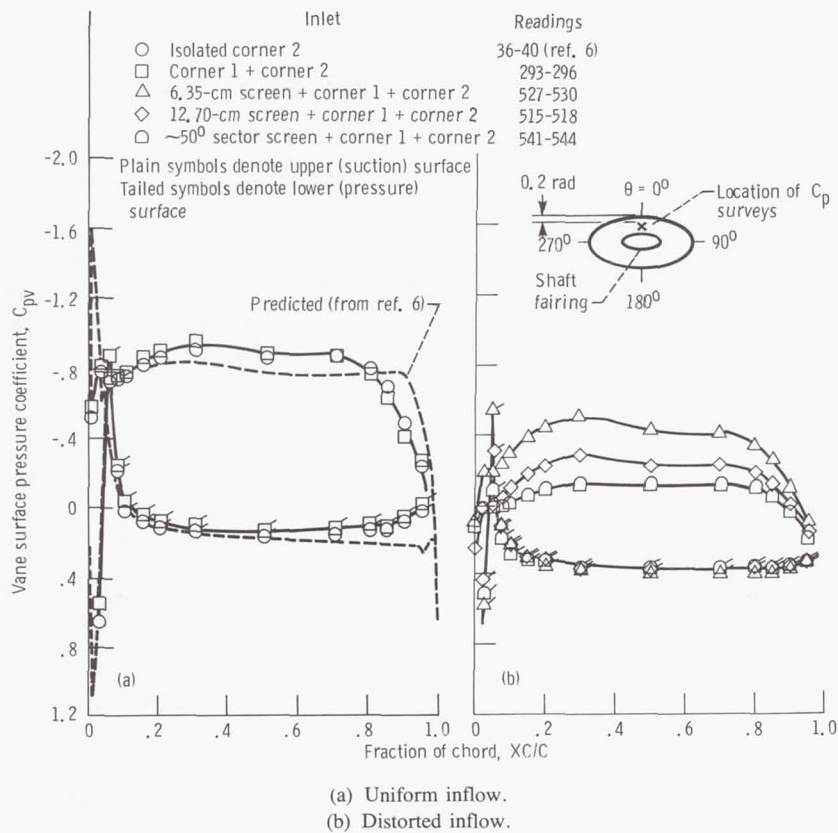 Inlet Readings
Isolated corner 2 36-40 (ref. 6)
Corner 1 + corner 2 293-296
6.35-cm screen + corner 1 + corner 2 527-530
12.70-cm screen + corner 1 + corner 2 515-518
~50⁰ sector screen + corner 1 + corner 2 541-544
Plain symbols denote upper (suction) surface
Tailed symbols denote lower (pressure)
surface
-2.0
-1.6
-1.2
-.8
-.4
0
.4
.8
1.2
Vane surface pressure coefficient, Cpv
Predicted (from ref. 6)
0.2 rad
θ = 0⁰
Location of Cp
surveys
270⁰
90⁰
Shaft
fairing
180⁰
(a)
(b)
0 .2 .4 .6 .8 1.0 0 .2 .4 .6 .8 1.0
Fraction of chord, XC/C
(a) Uniform inflow.
(b) Distorted inflow.